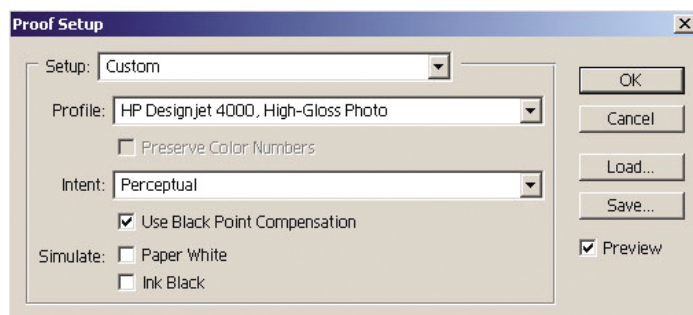 Proof Setup
Setup: Custom
Profile: HP Designjet 4000, High-Gloss Photo
Preserve Color Numbers
Intent: Perceptual
Use Black Point Compensation
Simulate: Paper White
Ink Black
OK
Cancel
Load...
Save...
Preview